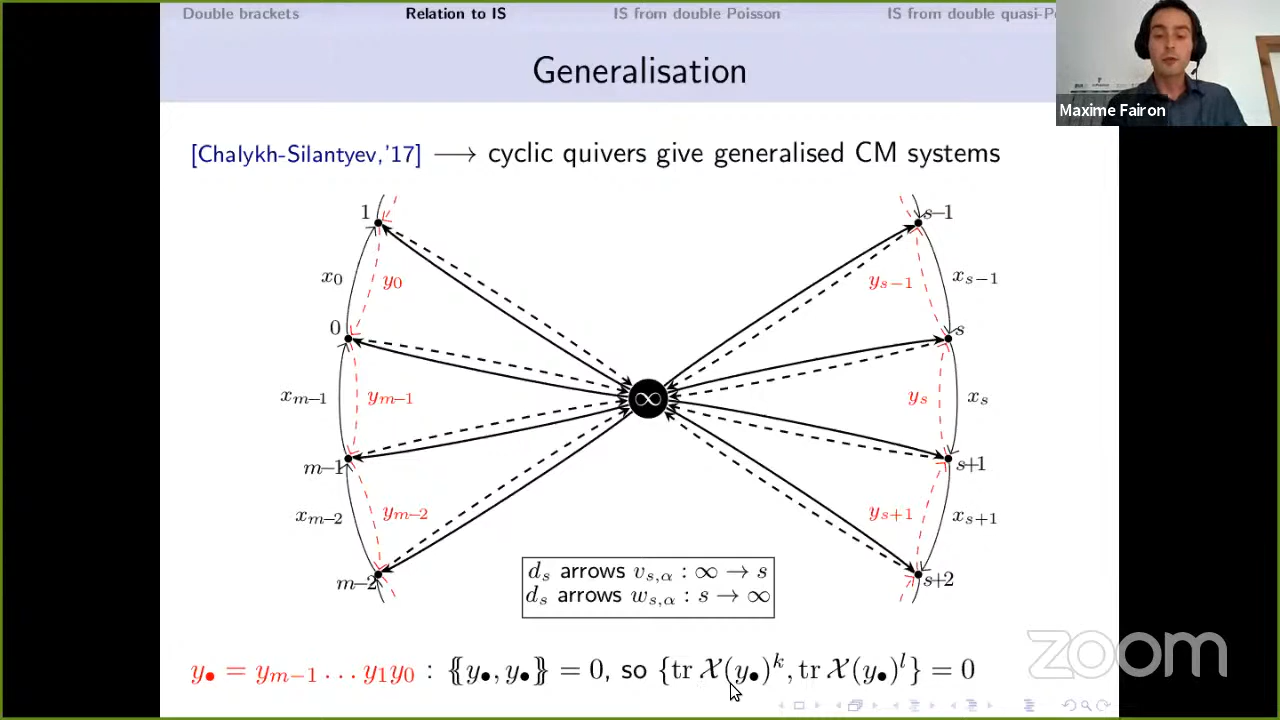 Double brackets Relation to IS IS from double Poisson IS from double quasi-Po
Generalisation
Maxime Fairon
[Chalykh-Silantyev,'17] ⟶ cyclic quivers give generalised CM systems
1 s−1
x₀ y₀ yₛ₋₁ xₛ₋₁
0 s
xₘ₋₁ yₘ₋₁ ∞ yₛ xₛ
m−1 s+1
xₘ₋₂ yₘ₋₂ yₛ₊₁ xₛ₊₁
m−2 s+2
dₛ arrows v_{s,α} : ∞ → s
dₛ arrows w_{s,α} : s → ∞
y• = yₘ₋₁ … y₁y₀ : {{y•, y•}} = 0, so {tr 𝒳(y•)ᵏ, tr 𝒳(y•)ˡ} = 0
zoom